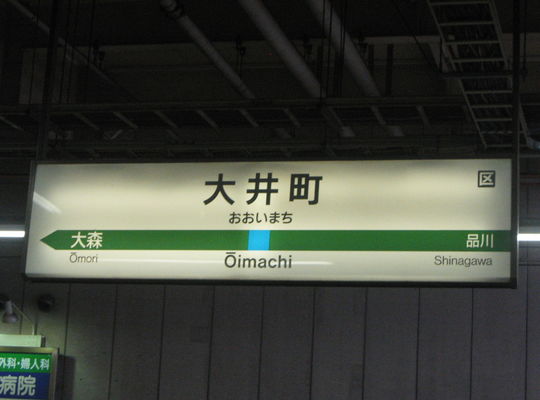 大井町
区
おおいまち
大森
品川
Ōmori
Ōimachi
Shinagawa
外科・婦人科
病院